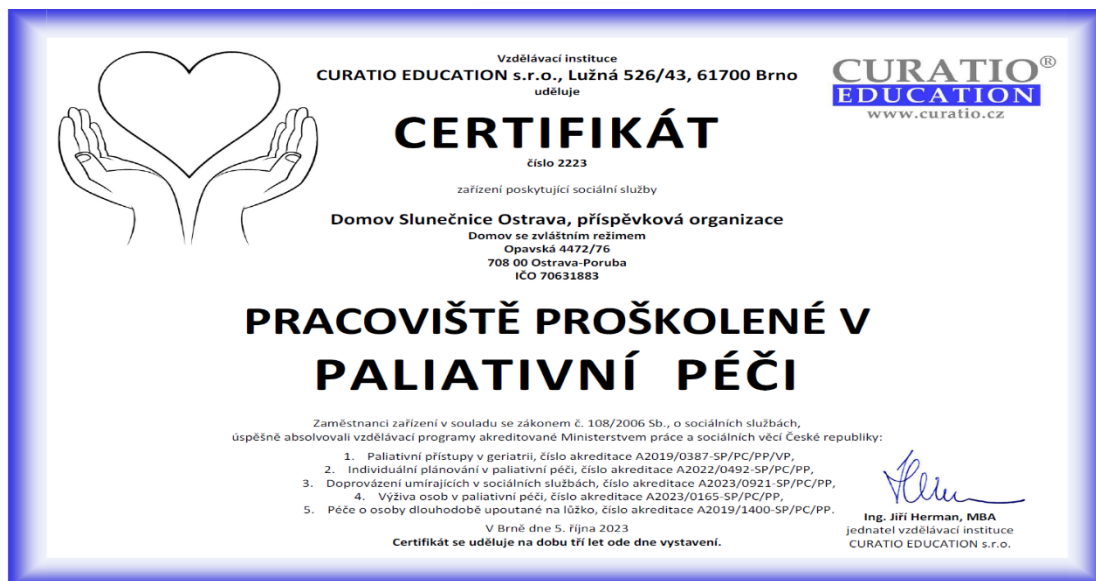 Vzdělávací instituce
CURATIO EDUCATION s.r.o., Lužná 526/43, 61700 Brno
uděluje
CURATIO®
EDUCATION
www.curatio.cz
CERTIFIKÁT
číslo 2223
zařízení poskytující sociální služby
Domov Slunečnice Ostrava, příspěvková organizace
Domov se zvláštním režimem
Opavská 4472/76
708 00 Ostrava-Poruba
IČO 70631883
PRACOVIŠTĚ PROŠKOLENÉ V
PALIATIVNÍ PÉČI
Zaměstnanci zařízení v souladu se zákonem č. 108/2006 Sb., o sociálních službách,
úspěšně absolvovali vzdělávací programy akreditované Ministerstvem práce a sociálních věcí České republiky:
1. Paliativní přístupy v geriatrii, číslo akreditace A2019/0387-SP/PC/PP/VP,
2. Individuální plánování v paliativní péči, číslo akreditace A2022/0492-SP/PC/PP,
3. Doprovázení umírajících v sociálních službách, číslo akreditace A2023/0921-SP/PC/PP,
4. Výživa osob v paliativní péči, číslo akreditace A2023/0165-SP/PC/PP,
5. Péče o osoby dlouhodobě upoutané na lůžko, číslo akreditace A2019/1400-SP/PC/PP.
V Brně dne 5. října 2023
Certifikát se uděluje na dobu tří let ode dne vystavení.
Ing. Jiří Herman, MBA
jednatel vzdělávací instituce
CURATIO EDUCATION s.r.o.